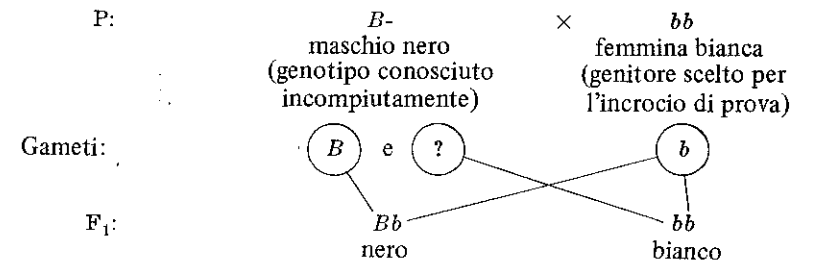 P: B- × bb
maschio nero femmina bianca
(genotipo conosciuto (genitore scelto per
incompiutamente) l'incrocio di prova)
Gameti: B e ? b
F₁: Bb bb
nero bianco